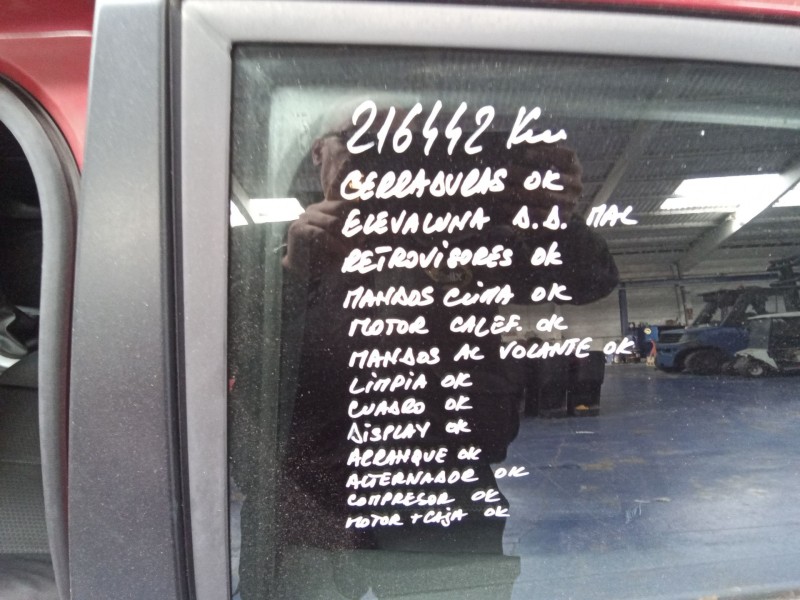 216442 Km
CERRADURAS OK
ELEVALUNA D.D. MAL
RETROVISORES OK
MANDOS CLIMA OK
MOTOR CALEF. OK
MANDOS AL VOLANTE OK
LIMPIA OK
CUADRO OK
DISPLAY OK
ARRANQUE OK
ALTERNADOR OK
COMPRESOR OK
MOTOR + CAJA OK